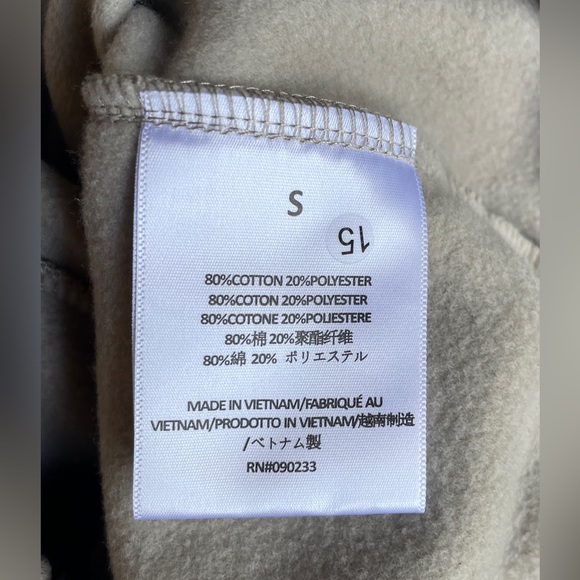 S
15
80%COTTON 20%POLYESTER
80%COTON 20%POLYESTER
80%COTONE 20%POLIESTERE
80%棉 20%聚酯纤维
80%綿 20% ポリエステル
MADE IN VIETNAM/FABRIQUÉ AU
VIETNAM/PRODOTTO IN VIETNAM/越南制造
/ベトナム製
RN#090233